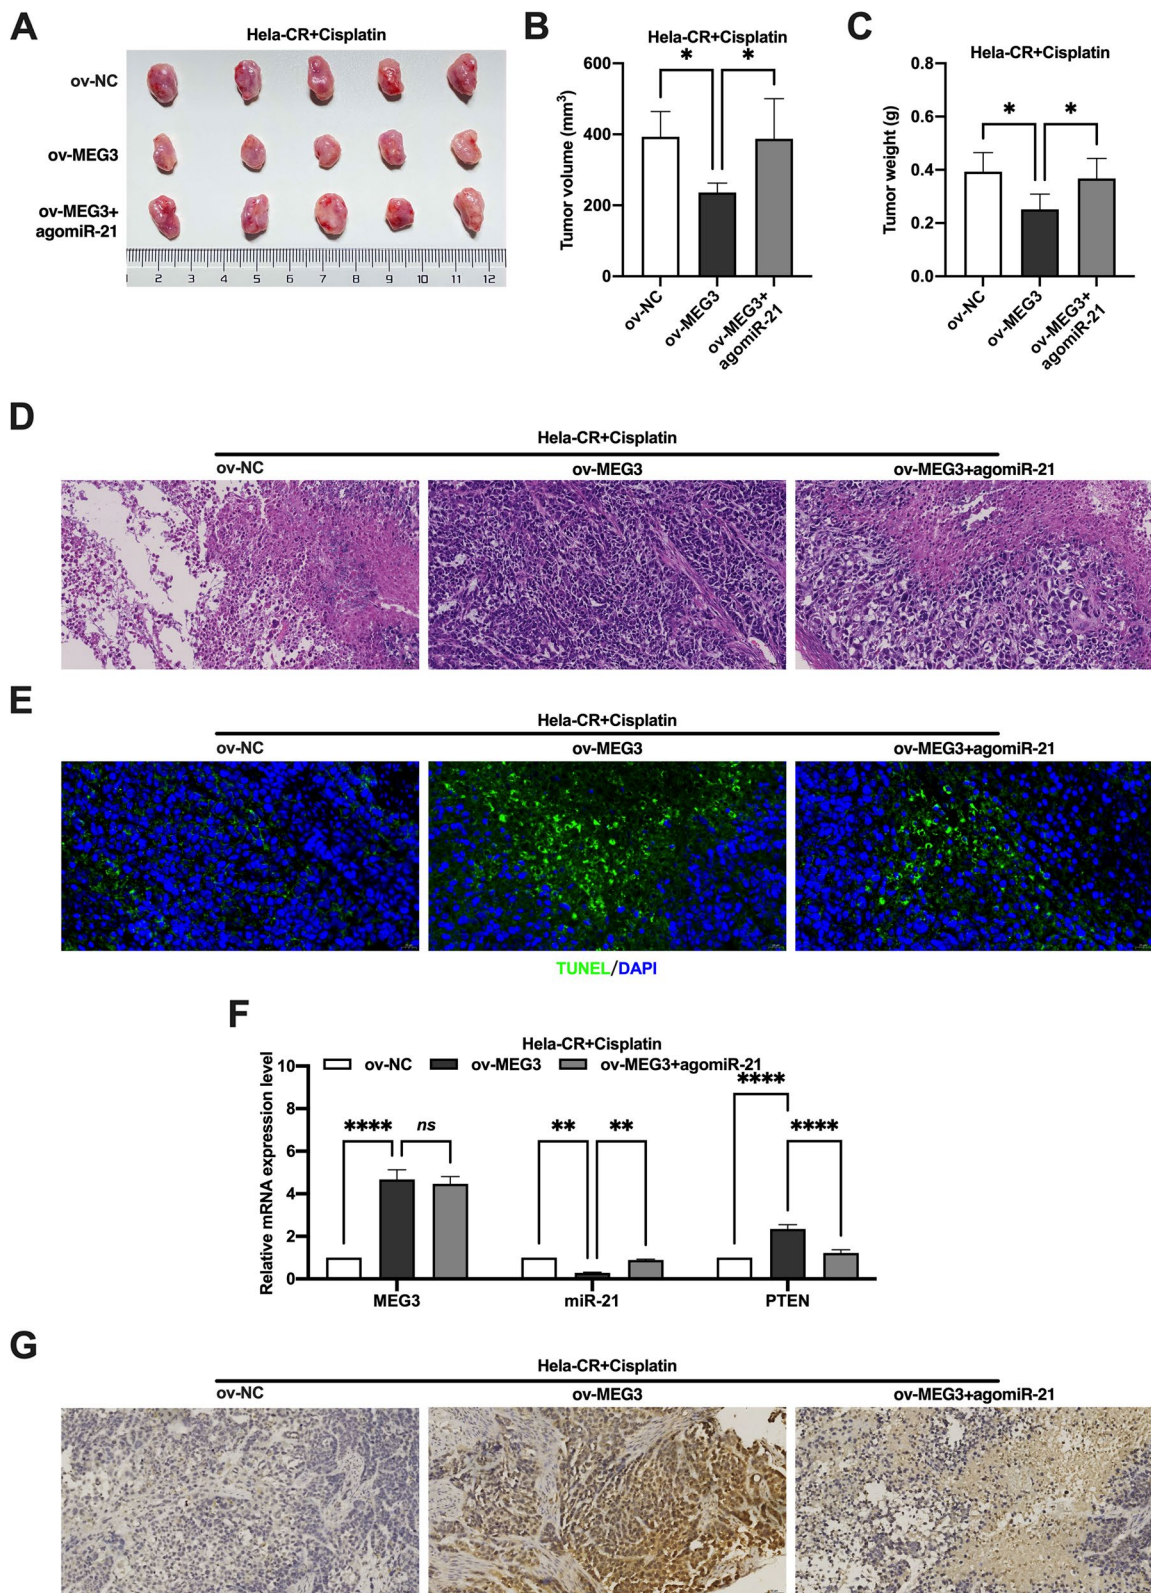 A
Hela-CR+Cisplatin
ov-NC
ov-MEG3
ov-MEG3+
agomiR-21
1 2 4 5 6 7 8 9 10 11 12
B
Hela-CR+Cisplatin
Tumor volume (mm³)
600
400
200
0
* *
ov-NC
ov-MEG3
ov-MEG3+
agomiR-21
C
Hela-CR+Cisplatin
Tumor weight (g)
0.8
0.6
0.4
0.2
0.0
* *
ov-NC
ov-MEG3
ov-MEG3+
agomiR-21
D
Hela-CR+Cisplatin
ov-NC ov-MEG3 ov-MEG3+agomiR-21
E
Hela-CR+Cisplatin
ov-NC ov-MEG3 ov-MEG3+agomiR-21
TUNEL/DAPI
F
Hela-CR+Cisplatin
ov-NC ov-MEG3 ov-MEG3+agomiR-21
Relative mRNA expression level
10
8
6
4
2
0
**** ns ** ** **** ****
MEG3 miR-21 PTEN
G
Hela-CR+Cisplatin
ov-NC ov-MEG3 ov-MEG3+agomiR-21